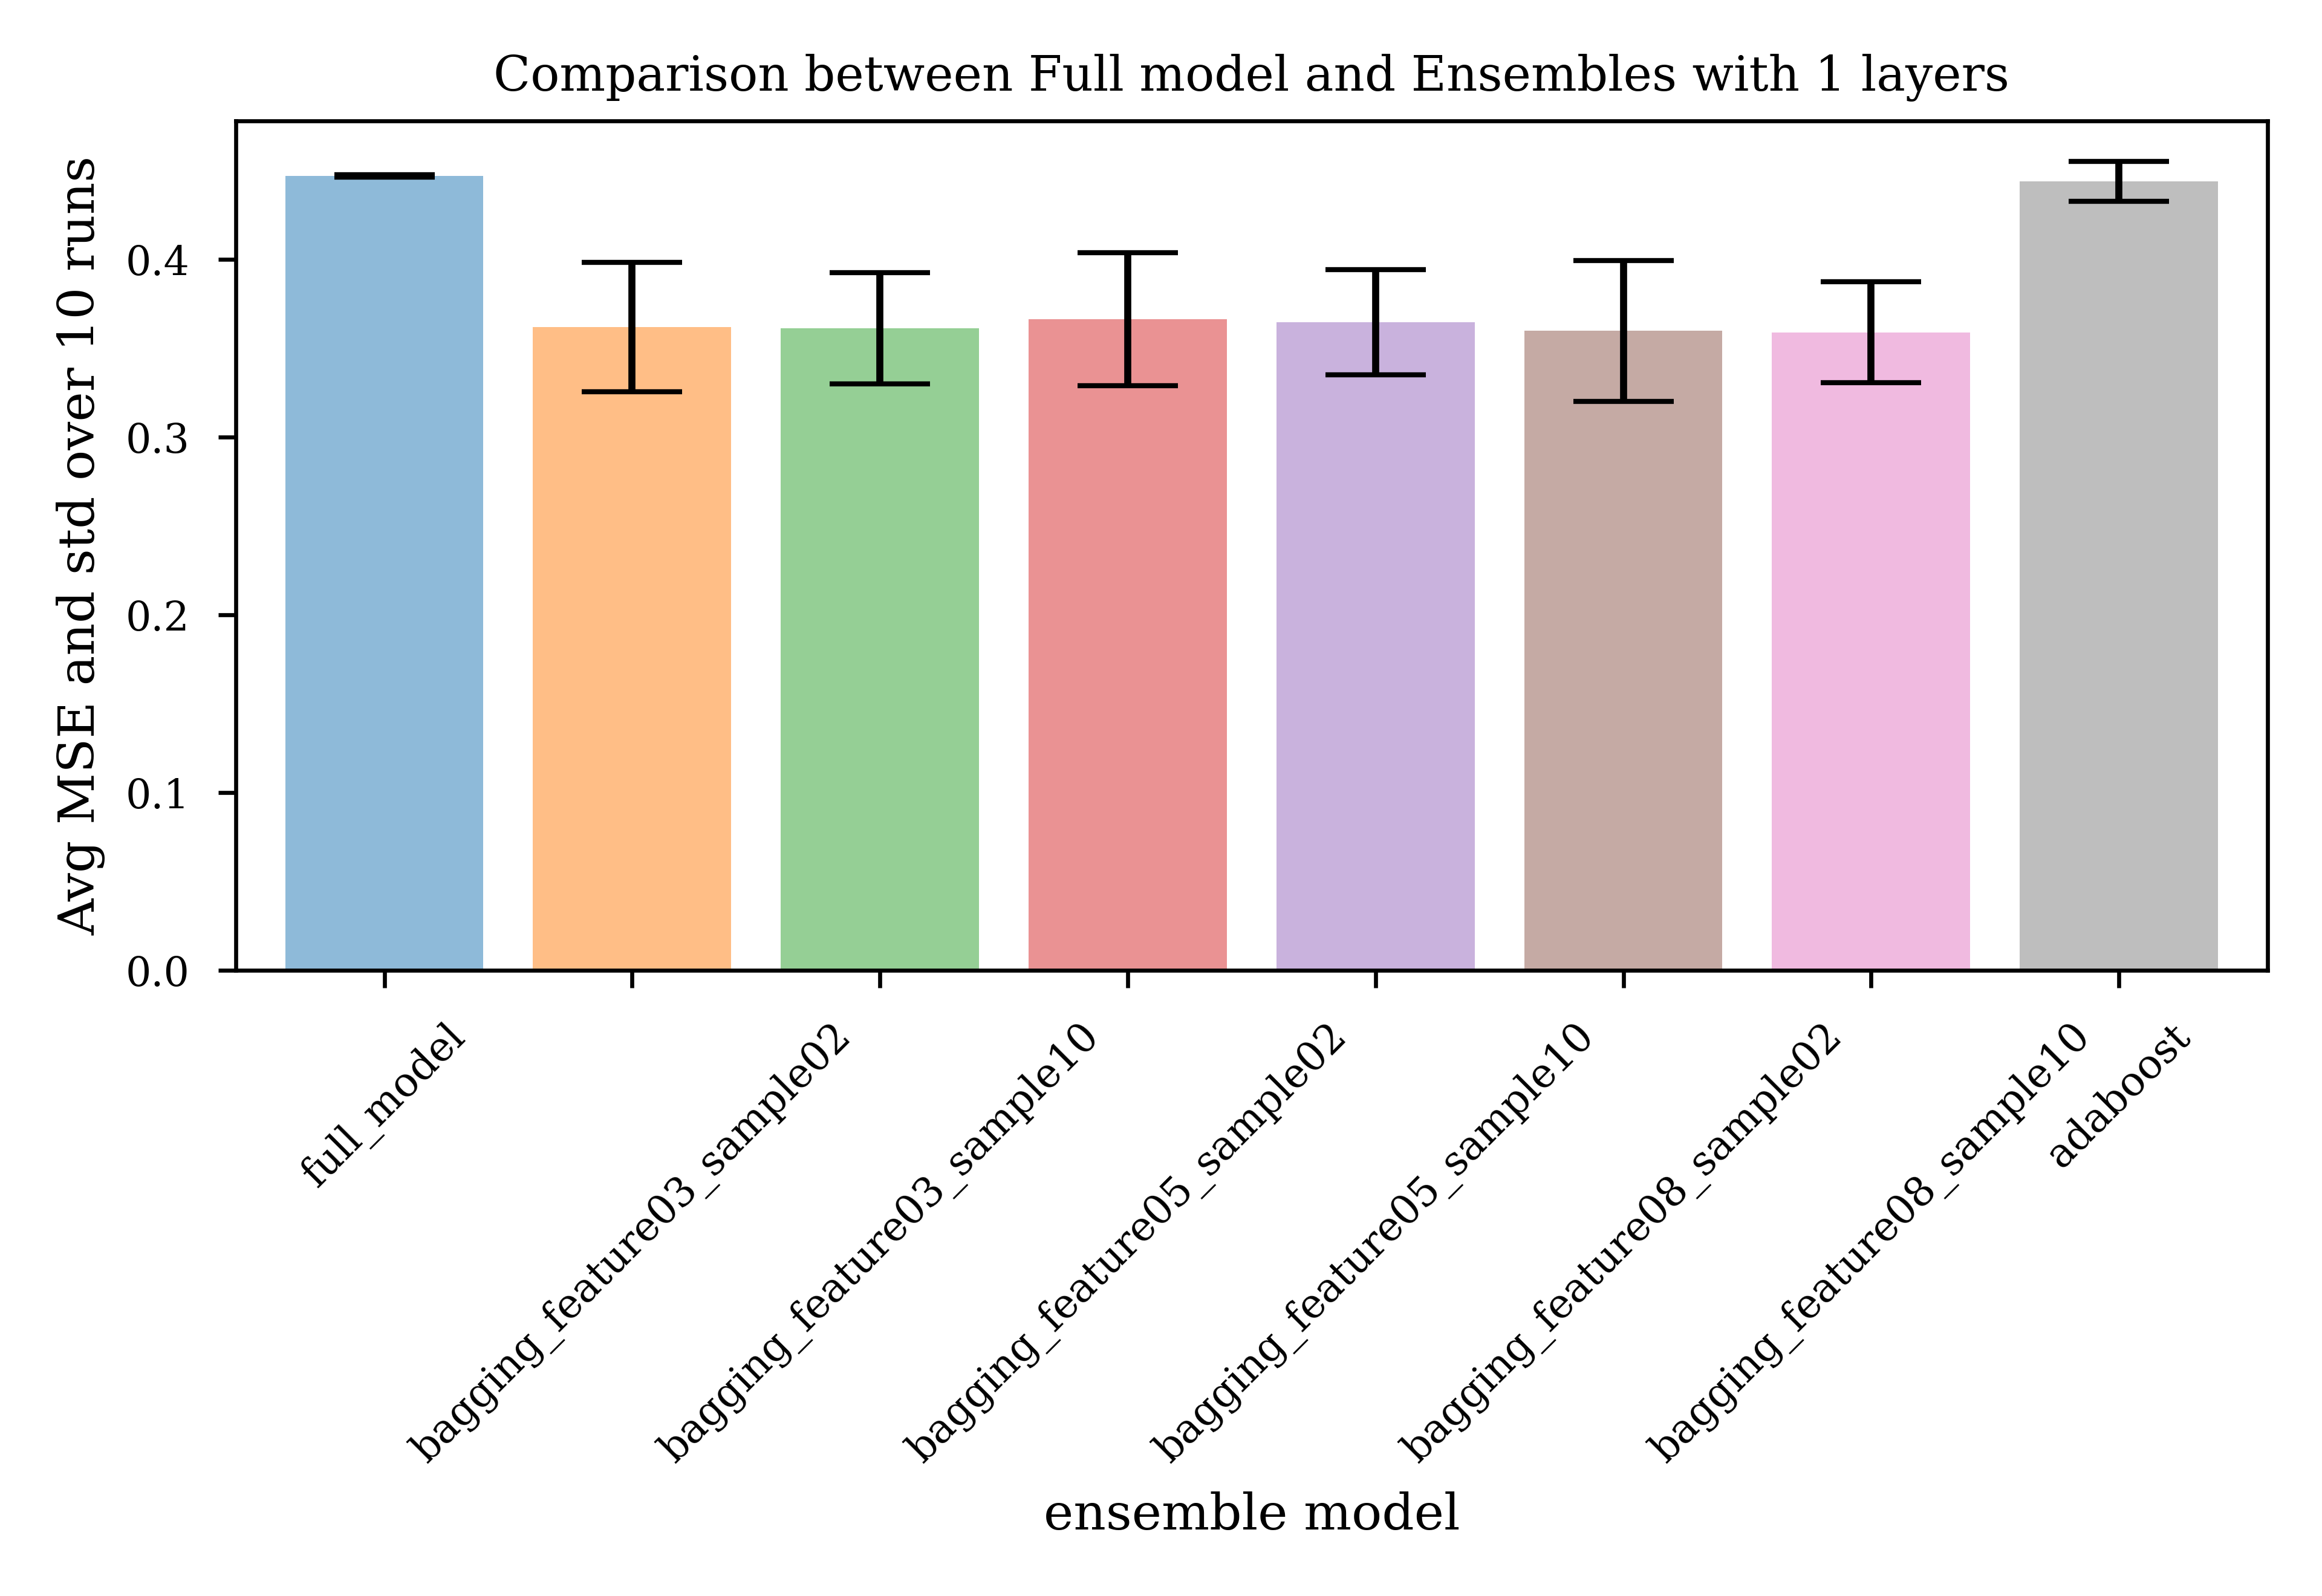 Comparison between Full model and Ensembles with 1 layers
Avg MSE and std over 10 runs
0.4
0.3
0.2
0.1
0.0
full_model
bagging_feature03_sample02
bagging_feature03_sample10
bagging_feature05_sample02
bagging_feature05_sample10
bagging_feature08_sample02
bagging_feature08_sample10
adaboost
ensemble model